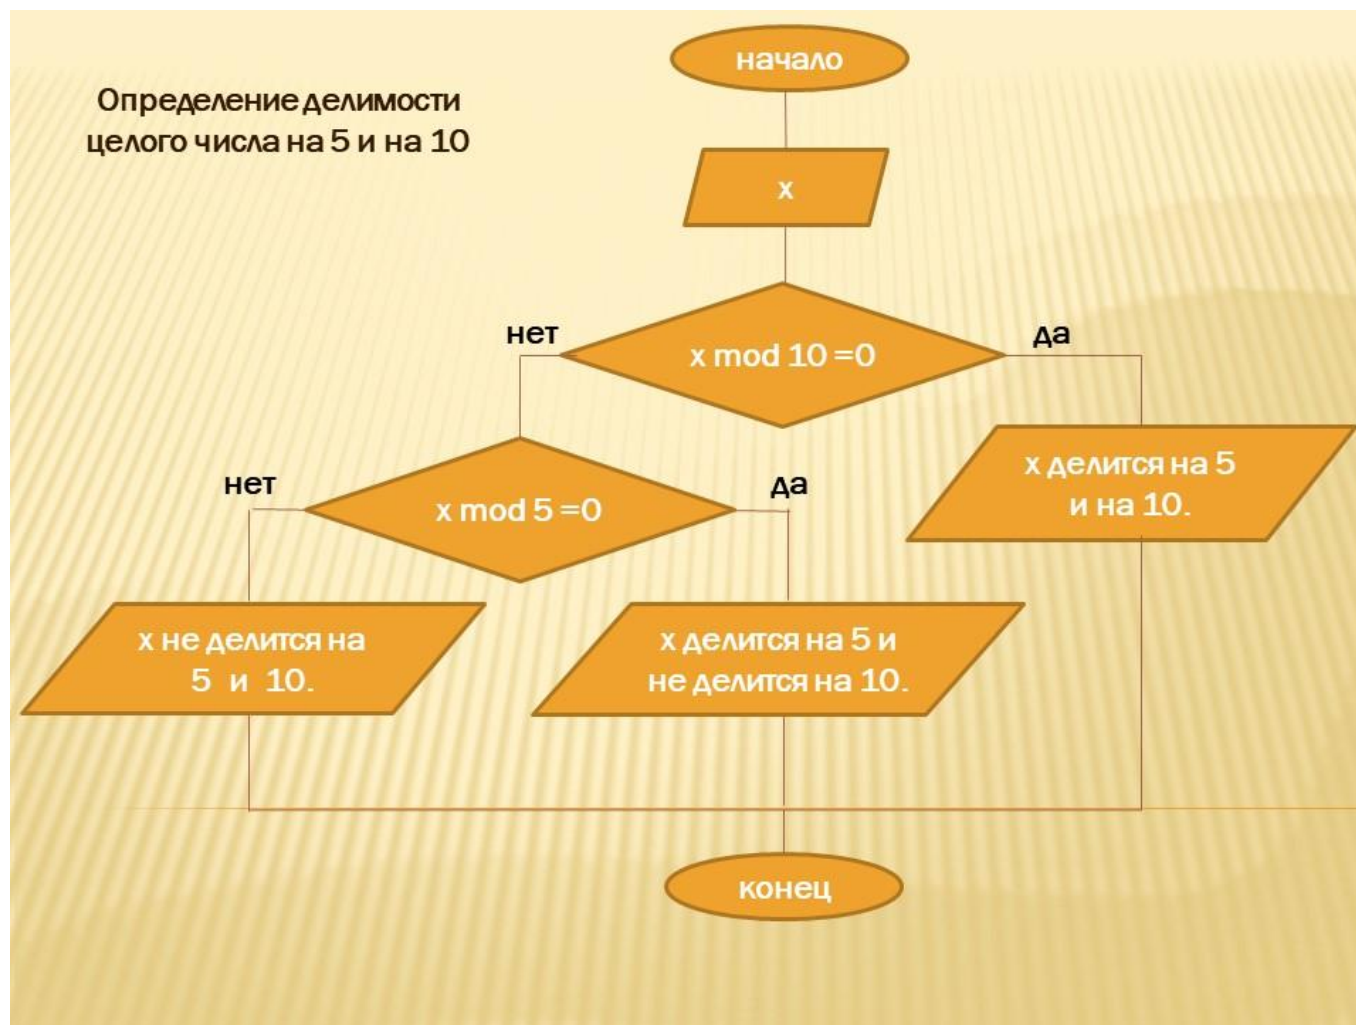 Определение делимости
целого числа на 5 и на 10
начало
x
нет
да
x mod 10 =0
x делится на 5
и на 10.
нет
да
x mod 5 =0
x не делится на
5 и 10.
x делится на 5 и
не делится на 10.
конец